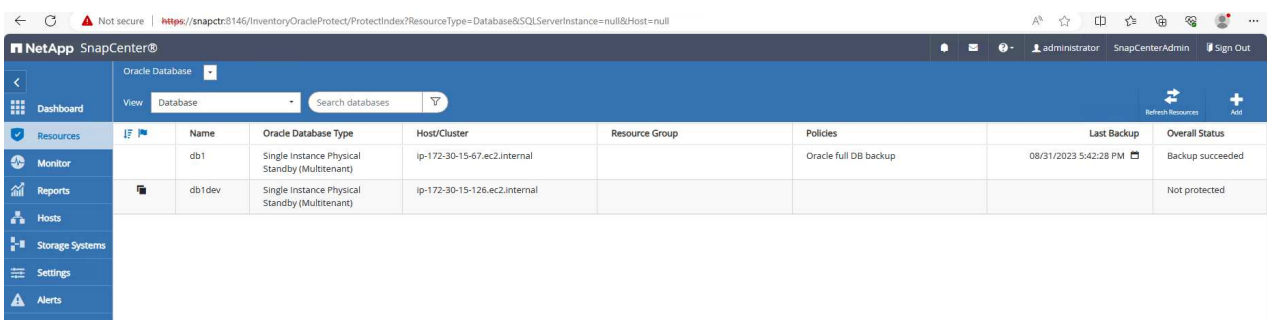 Not secure | https://snapctr:8146/InventoryOracleProtect/ProtectIndex?ResourceType=Database&SQLServerInstance=null&Host=null
NetApp SnapCenter®
administrator SnapCenterAdmin Sign Out
Oracle Database
View Database Search databases
Refresh Resources Add
Dashboard
Resources
Monitor
Reports
Hosts
Storage Systems
Settings
Alerts
Name Oracle Database Type Host/Cluster Resource Group Policies Last Backup Overall Status
db1 Single Instance Physical Standby (Multitenant) ip-172-30-15-67.ec2.internal Oracle full DB backup 08/31/2023 5:42:28 PM Backup succeeded
db1dev Single Instance Physical Standby (Multitenant) ip-172-30-15-126.ec2.internal Not protected